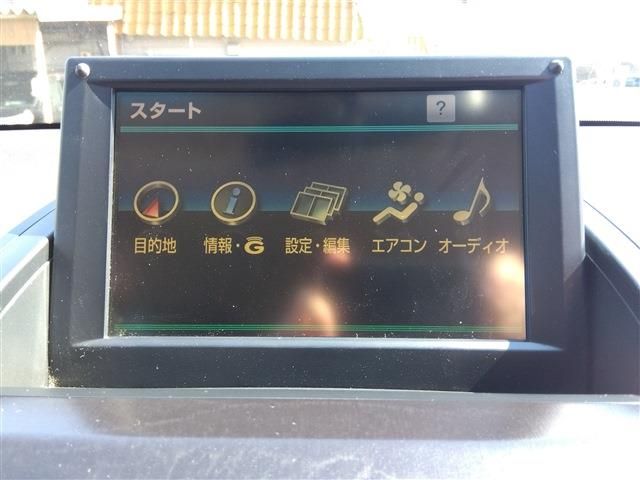 スタート ?
目的地 情報・G 設定・編集 エアコン オーディオ